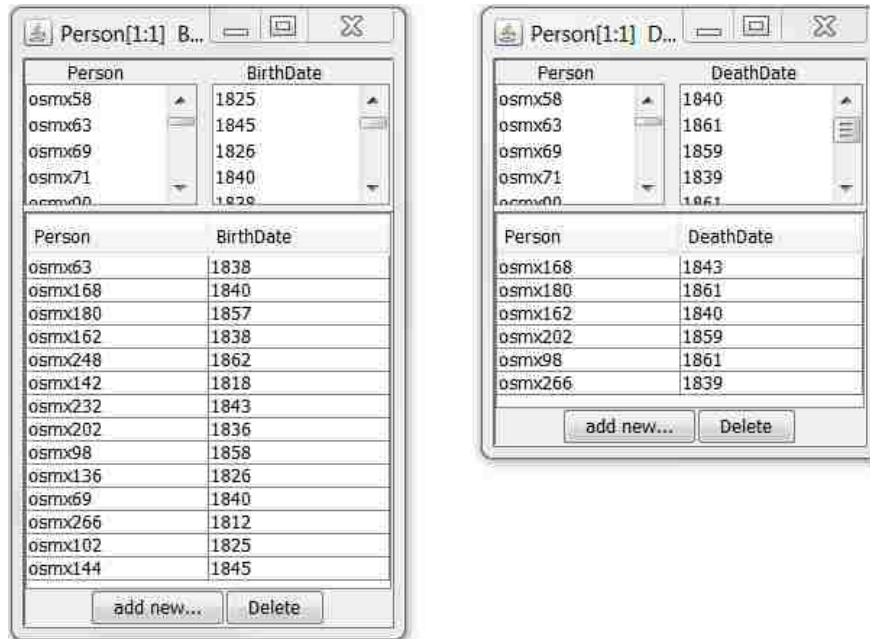 Person[1:1] B...
Person BirthDate
osmx58 1825
osmx63 1845
osmx69 1826
osmx71 1840
Person BirthDate
osmx63 1838
osmx168 1840
osmx180 1857
osmx162 1838
osmx248 1862
osmx142 1818
osmx232 1843
osmx202 1836
osmx98 1858
osmx136 1826
osmx69 1840
osmx266 1812
osmx102 1825
osmx144 1845
add new... Delete
Person[1:1] D...
Person DeathDate
osmx58 1840
osmx63 1861
osmx69 1859
osmx71 1839
1861
Person DeathDate
osmx168 1843
osmx180 1861
osmx162 1840
osmx202 1859
osmx98 1861
osmx266 1839
add new... Delete